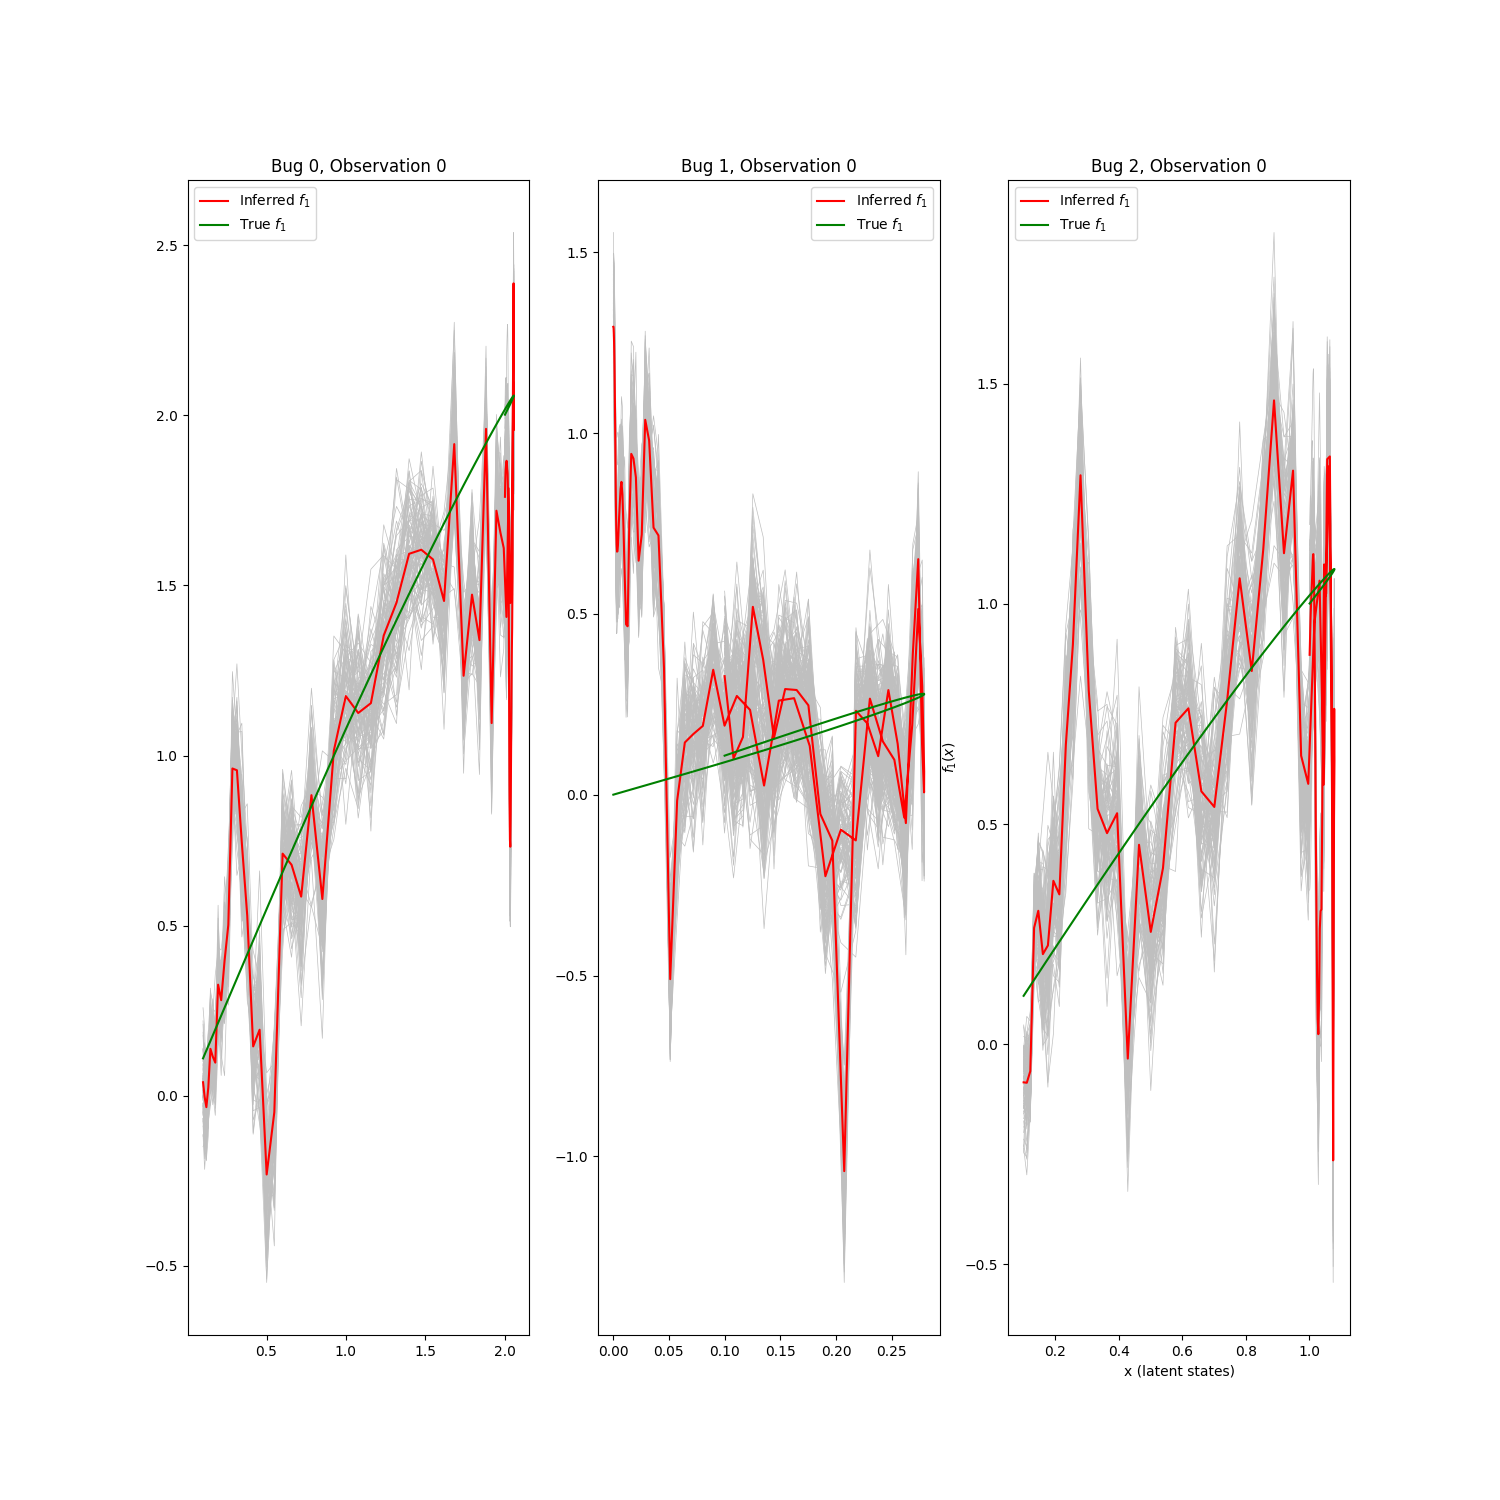 Bug 0, Observation 0
Inferred f₁
True f₁
2.5
2.0
1.5
1.0
0.5
0.0
−0.5
0.5 1.0 1.5 2.0
Bug 1, Observation 0
Inferred f₁
True f₁
1.5
1.0
0.5
0.0
−0.5
−1.0
0.00 0.05 0.10 0.15 0.20 0.25
Bug 2, Observation 0
Inferred f₁
True f₁
f₁(x)
1.5
1.0
0.5
0.0
−0.5
0.2 0.4 0.6 0.8 1.0
x (latent states)